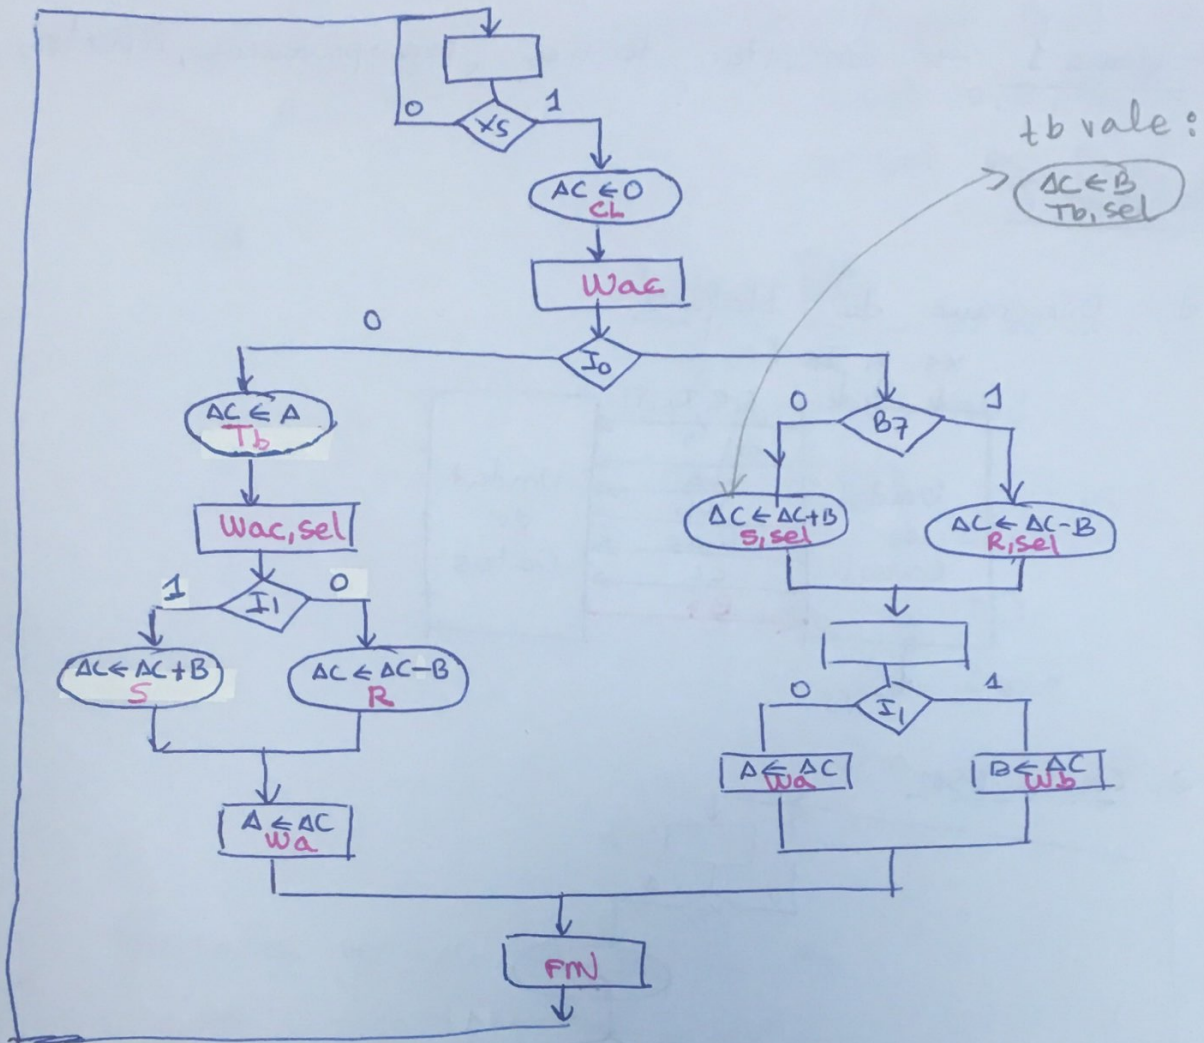 0
XS
1
tb vale:
AC ← B
Tb, sel
AC ← 0
CL
Wac
0
I0
AC ← A
Tb
0
B7
1
Wac, sel
AC ← AC+B
S, sel
AC ← AC-B
R, sel
1
I1
0
AC ← AC+B
S
AC ← AC-B
R
0
I1
1
A ← AC
Wa
B ← AC
Wb
A ← AC
Wa
FIN